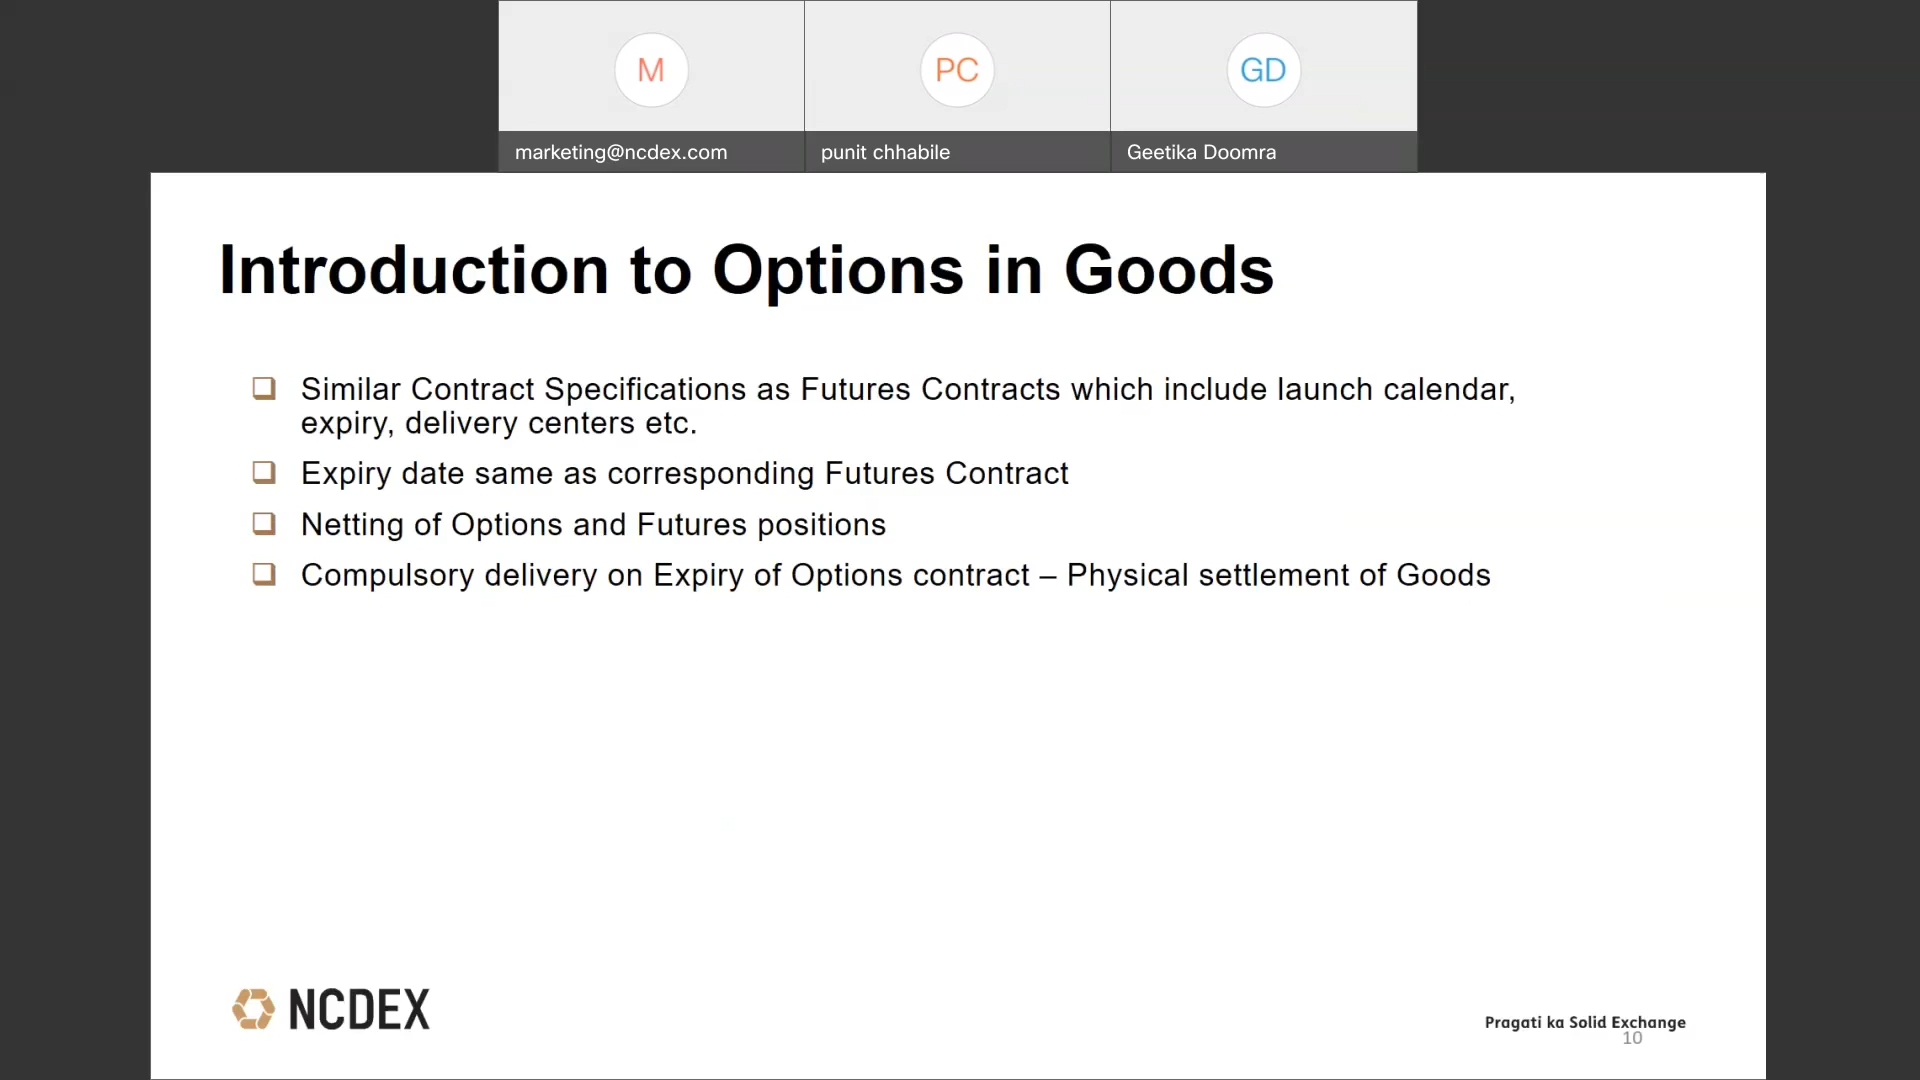 M
PC
GD
marketing@ncdex.com
punit chhabile
Geetika Doomra
Introduction to Options in Goods
Similar Contract Specifications as Futures Contracts which include launch calendar,
expiry, delivery centers etc.
Expiry date same as corresponding Futures Contract
Netting of Options and Futures positions
Compulsory delivery on Expiry of Options contract – Physical settlement of Goods
NCDEX
Pragati ka Solid Exchange
10